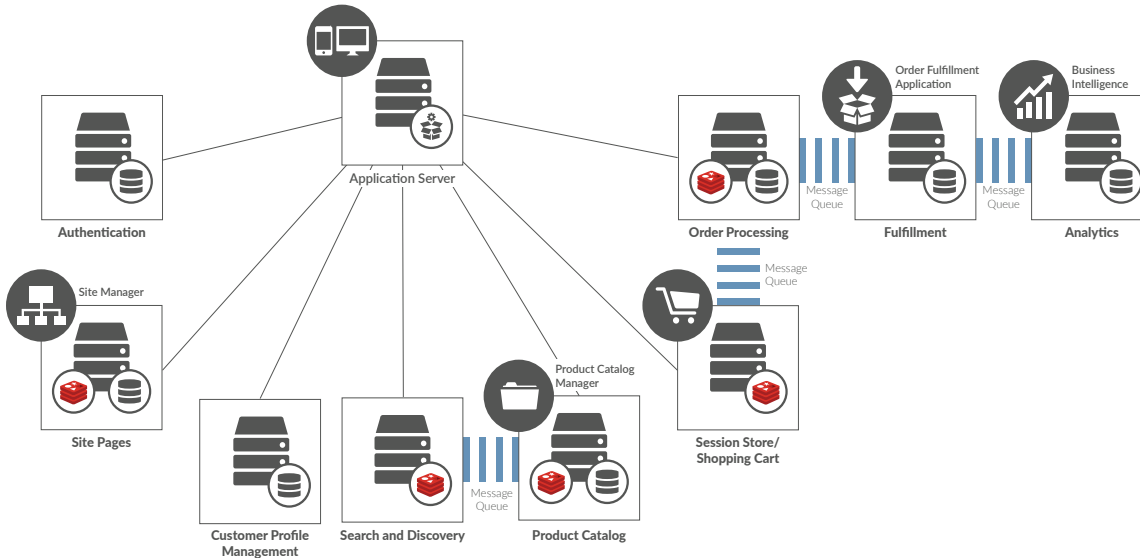 Order Fulfillment
Application
Business
Intelligence
Application Server
Message
Queue
Message
Queue
Authentication
Order Processing
Fulfillment
Analytics
Message
Queue
Site Manager
Product Catalog
Manager
Site Pages
Session Store/
Shopping Cart
Message
Queue
Customer Profile
Management
Search and Discovery
Product Catalog